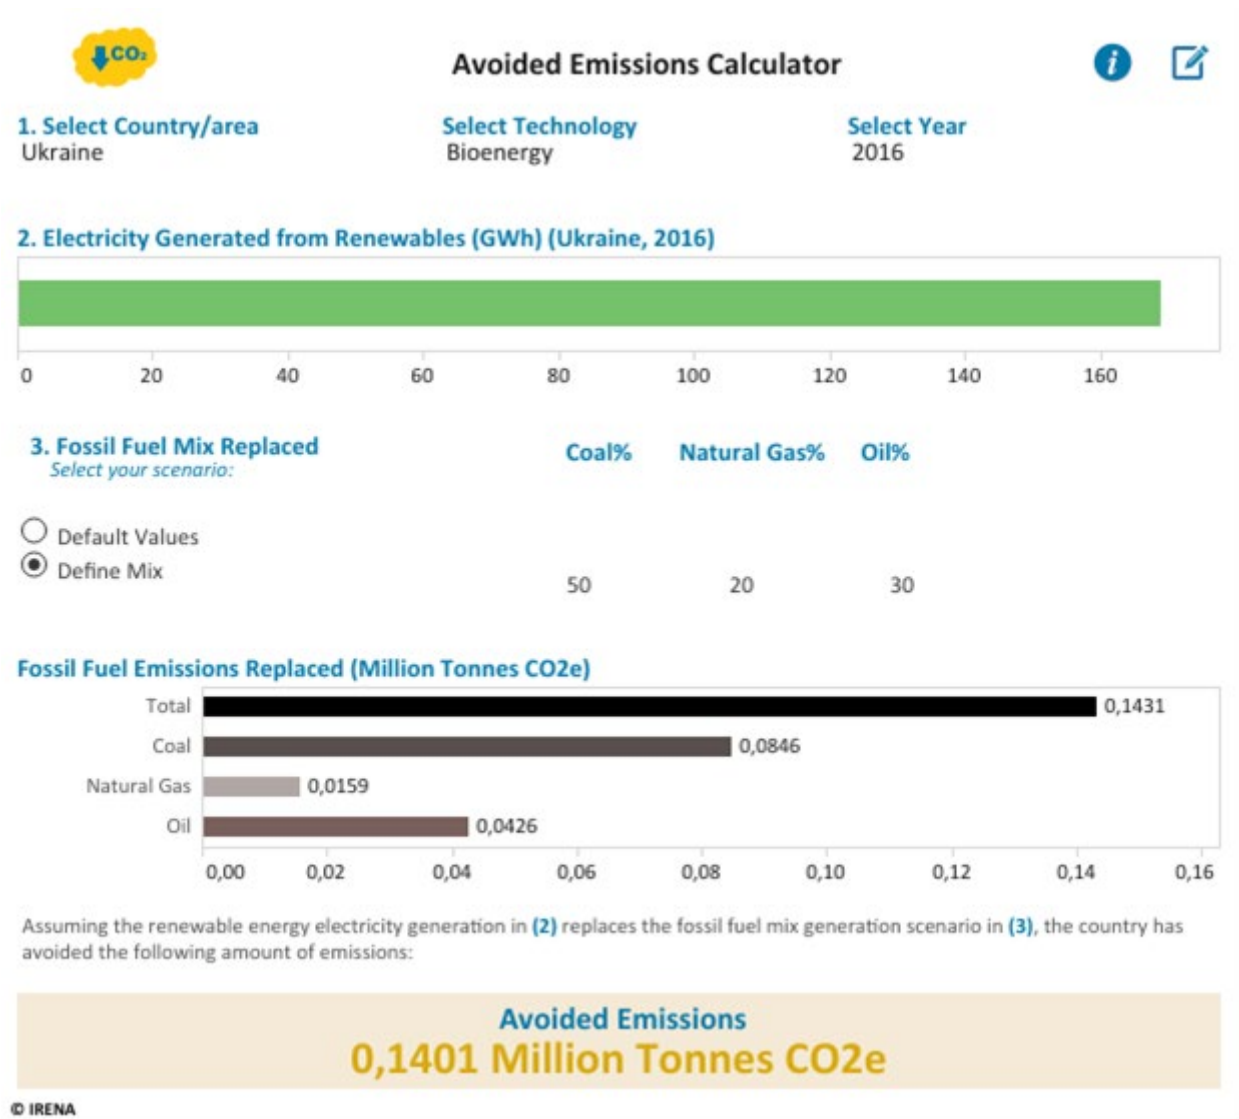 CO₂
Avoided Emissions Calculator
i
1. Select Country/area Select Technology Select Year
Ukraine Bioenergy 2016
2. Electricity Generated from Renewables (GWh) (Ukraine, 2016)
0 20 40 60 80 100 120 140 160
3. Fossil Fuel Mix Replaced Coal% Natural Gas% Oil%
Select your scenario:
Default Values
Define Mix
50 20 30
Fossil Fuel Emissions Replaced (Million Tonnes CO2e)
Total 0,1431
Coal 0,0846
Natural Gas 0,0159
Oil 0,0426
0,00 0,02 0,04 0,06 0,08 0,10 0,12 0,14 0,16
Assuming the renewable energy electricity generation in (2) replaces the fossil fuel mix generation scenario in (3), the country has
avoided the following amount of emissions:
Avoided Emissions
0,1401 Million Tonnes CO2e
© IRENA